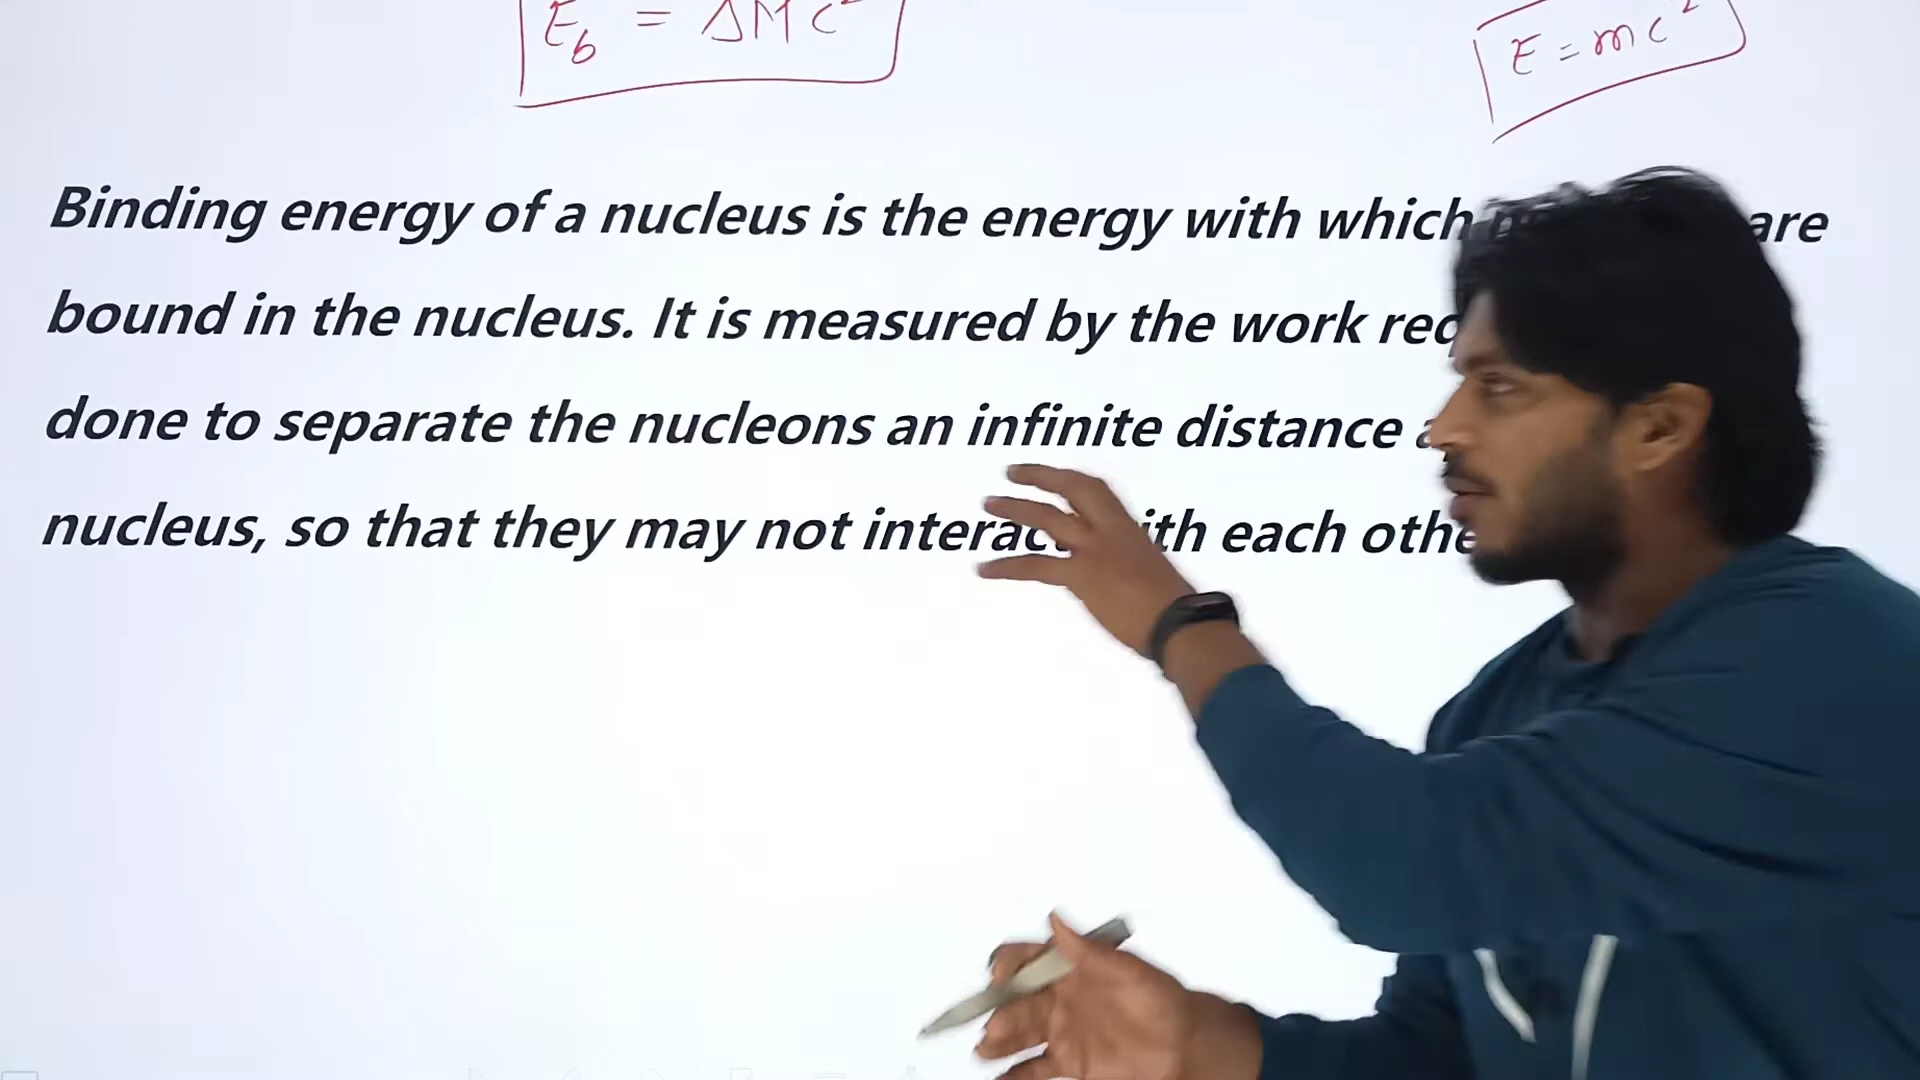 E_b = ΔMc²
E = mc²
Binding energy of a nucleus is the energy with which are
bound in the nucleus. It is measured by the work
done to separate the nucleons an infinite distance
nucleus, so that they may not interact with each